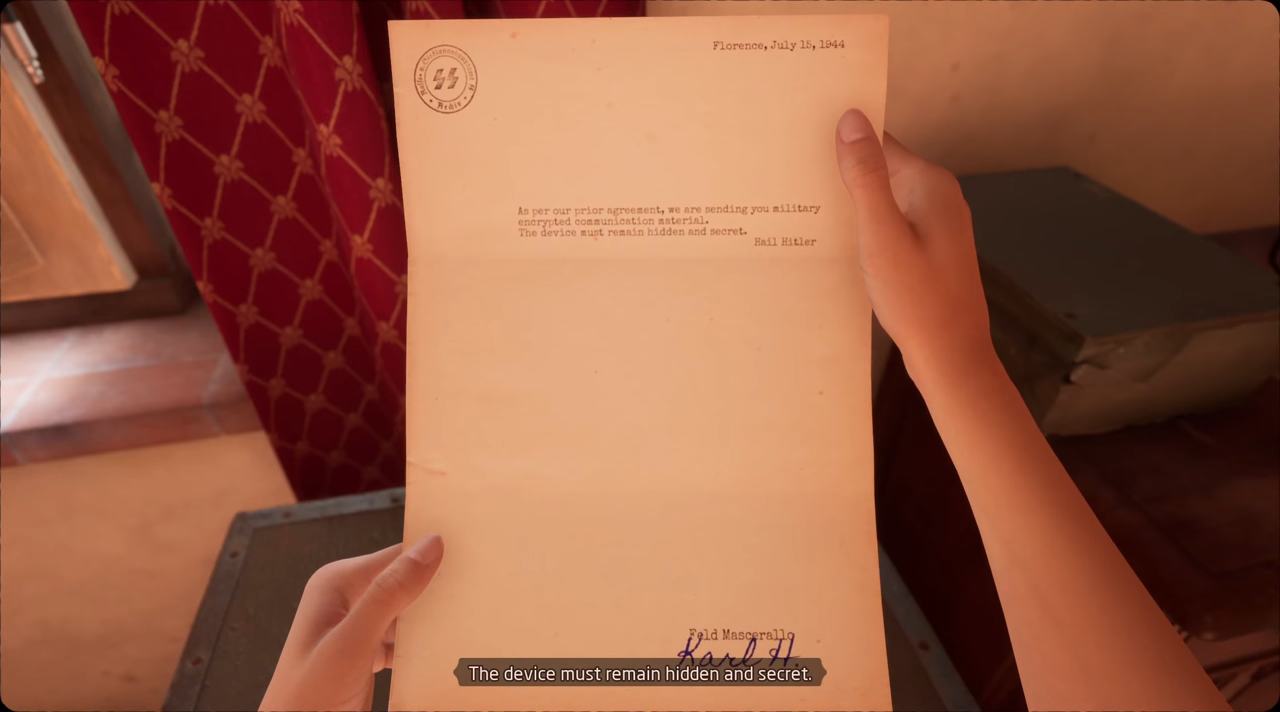 Florence, July 15, 1944
As per our prior agreement, we are sending you military
encrypted communication material.
The device must remain hidden and secret.
Hail Hitler
Feld Mascerallo
Karl H.
The device must remain hidden and secret.